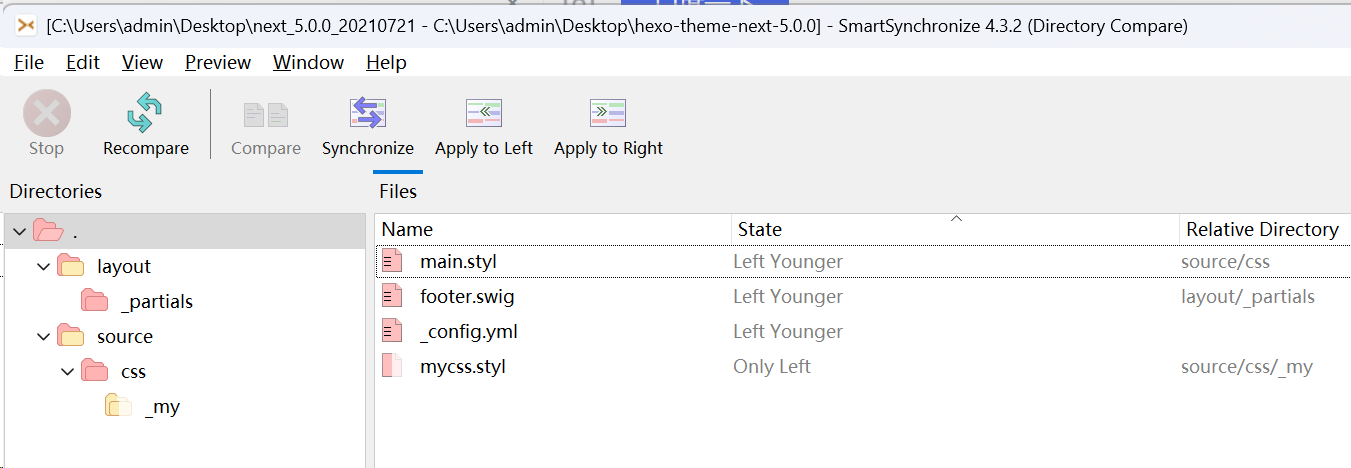 [C:\Users\admin\Desktop\next_5.0.0_20210721 - C:\Users\admin\Desktop\hexo-theme-next-5.0.0] - SmartSynchronize 4.3.2 (Directory Compare)
File Edit View Preview Window Help
Stop Recompare Compare Synchronize Apply to Left Apply to Right
Directories Files
Name State Relative Directory
.
main.styl Left Younger source/css
layout
footer.swig Left Younger layout/_partials
_partials
_config.yml Left Younger
source
mycss.styl Only Left source/css/_my
css
_my